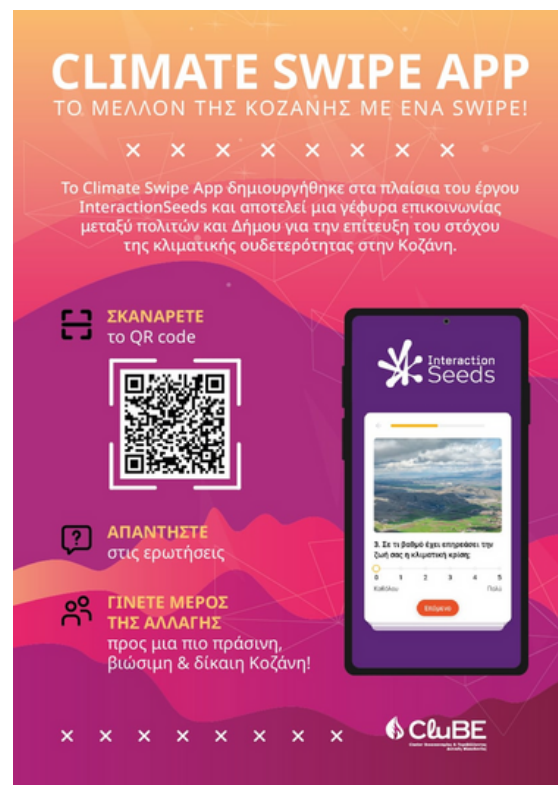 CLIMATE SWIPE APP
ΤΟ ΜΕΛΛΟΝ ΤΗΣ ΚΟΖΑΝΗΣ ΜΕ ΕΝΑ SWIPE!
Το Climate Swipe App δημιουργήθηκε στα πλαίσια του έργου
InteractionSeeds και αποτελεί μια γέφυρα επικοινωνίας
μεταξύ πολιτών και Δήμου για την επίτευξη του στόχου
της κλιματικής ουδετερότητας στην Κοζάνη.
ΣΚΑΝΑΡΕΤΕ
το QR code
Interaction
Seeds
3. Σε τι βαθμό έχει επηρεάσει την
ζωή σας η κλιματική κρίση;
0 1 2 3 4 5
Καθόλου Πολύ
Επόμενο
ΑΠΑΝΤΗΣΤΕ
στις ερωτήσεις
ΓΙΝΕΤΕ ΜΕΡΟΣ
ΤΗΣ ΑΛΛΑΓΗΣ
προς μια πιο πράσινη,
βιώσιμη & δίκαιη Κοζάνη!
CluBE